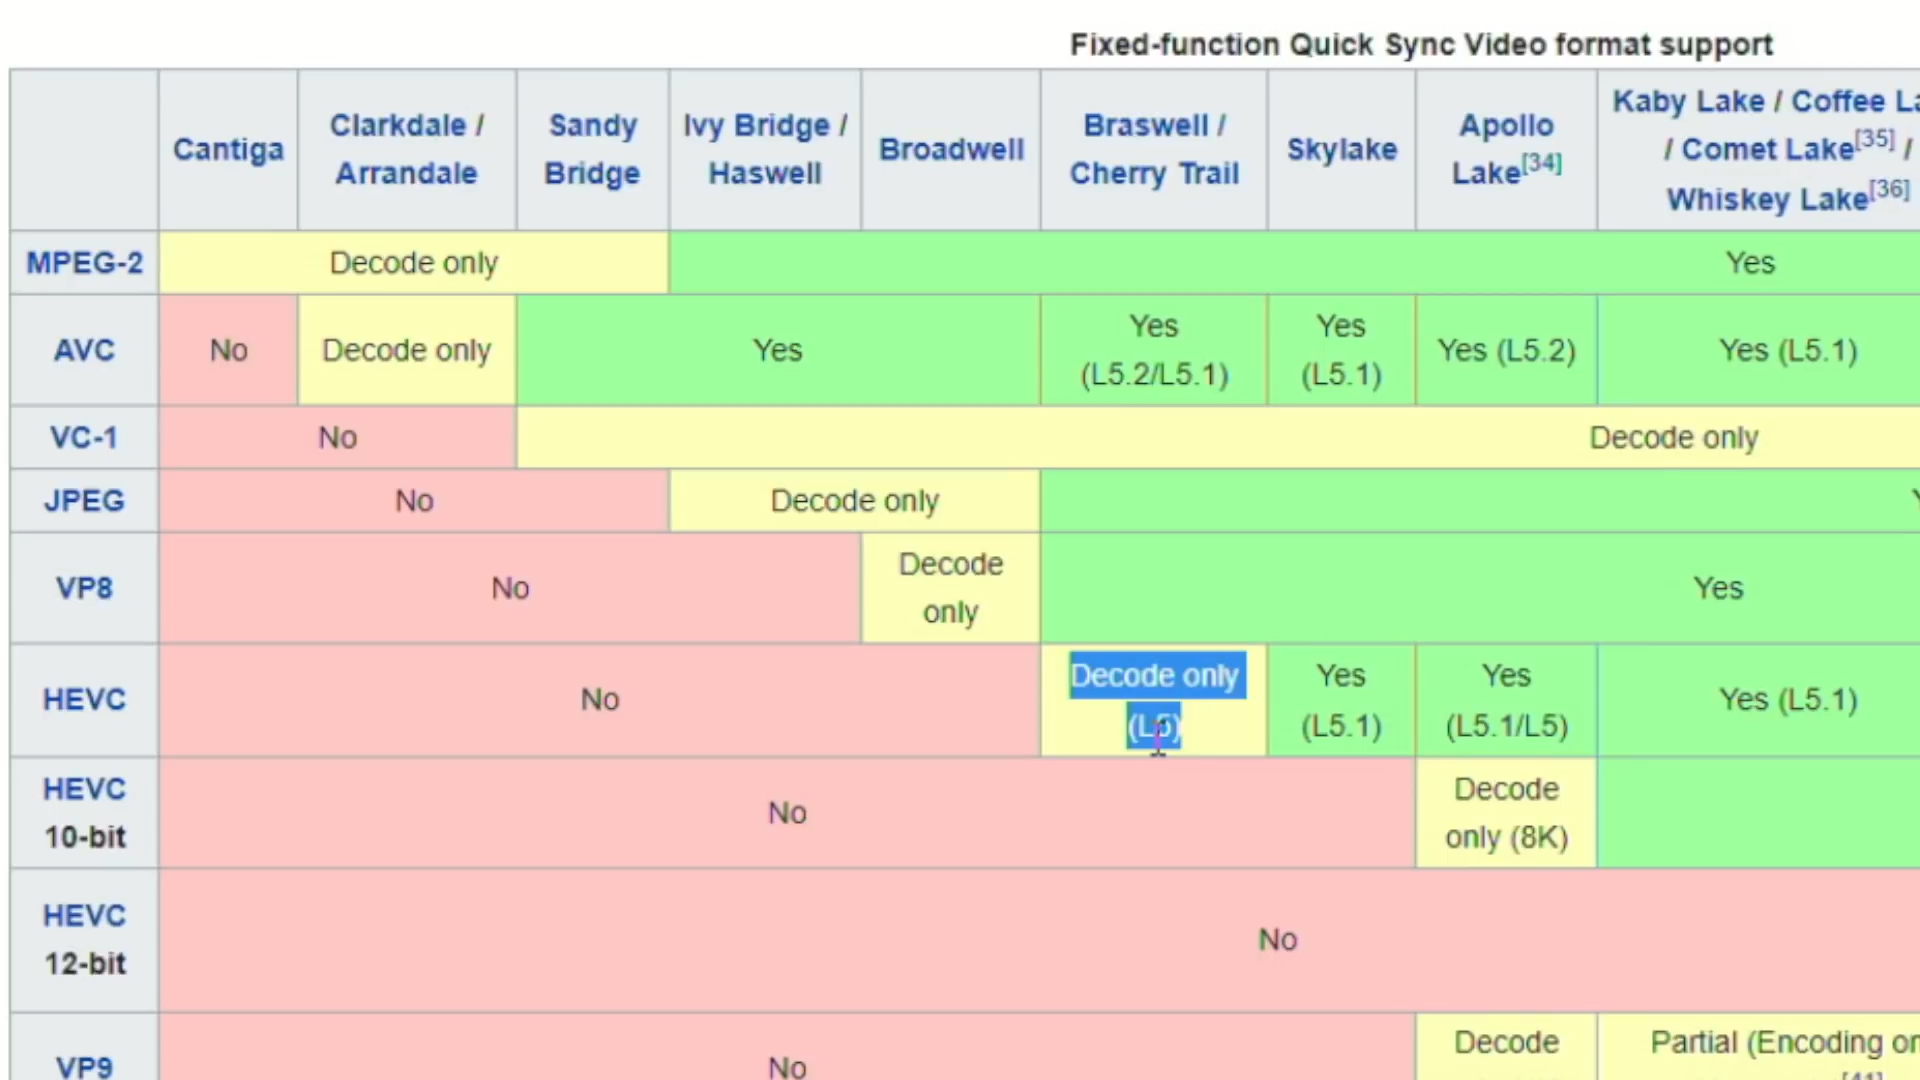 Fixed-function Quick Sync Video format support
Cantiga
Clarkdale /
Arrandale
Sandy
Bridge
Ivy Bridge /
Haswell
Broadwell
Braswell /
Cherry Trail
Skylake
Apollo
Lake[34]
Kaby Lake / Coffee La
/ Comet Lake[35] /
Whiskey Lake[36]
MPEG-2
Decode only
Yes
AVC
No
Decode only
Yes
Yes
(L5.2/L5.1)
Yes
(L5.1)
Yes (L5.2)
Yes (L5.1)
VC-1
No
Decode only
JPEG
No
Decode only
VP8
No
Decode
only
Yes
HEVC
No
Decode only
(L5)
Yes
(L5.1)
Yes
(L5.1/L5)
Yes (L5.1)
HEVC
10-bit
No
Decode
only (8K)
HEVC
12-bit
No
VP9
No
Decode
Partial (Encoding on